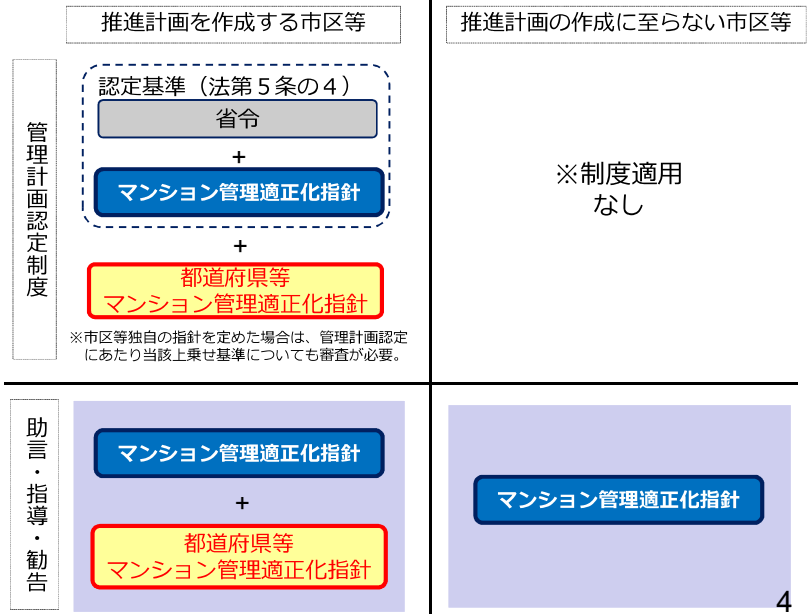 推進計画を作成する市区等
推進計画の作成に至らない市区等
管理計画認定制度
認定基準（法第５条の４）
省令
+
マンション管理適正化指針
+
都道府県等
マンション管理適正化指針
※市区等独自の指針を定めた場合は、管理計画認定
にあたり当該上乗せ基準についても審査が必要。
※制度適用
なし
助言・指導・勧告
マンション管理適正化指針
+
都道府県等
マンション管理適正化指針
マンション管理適正化指針
4